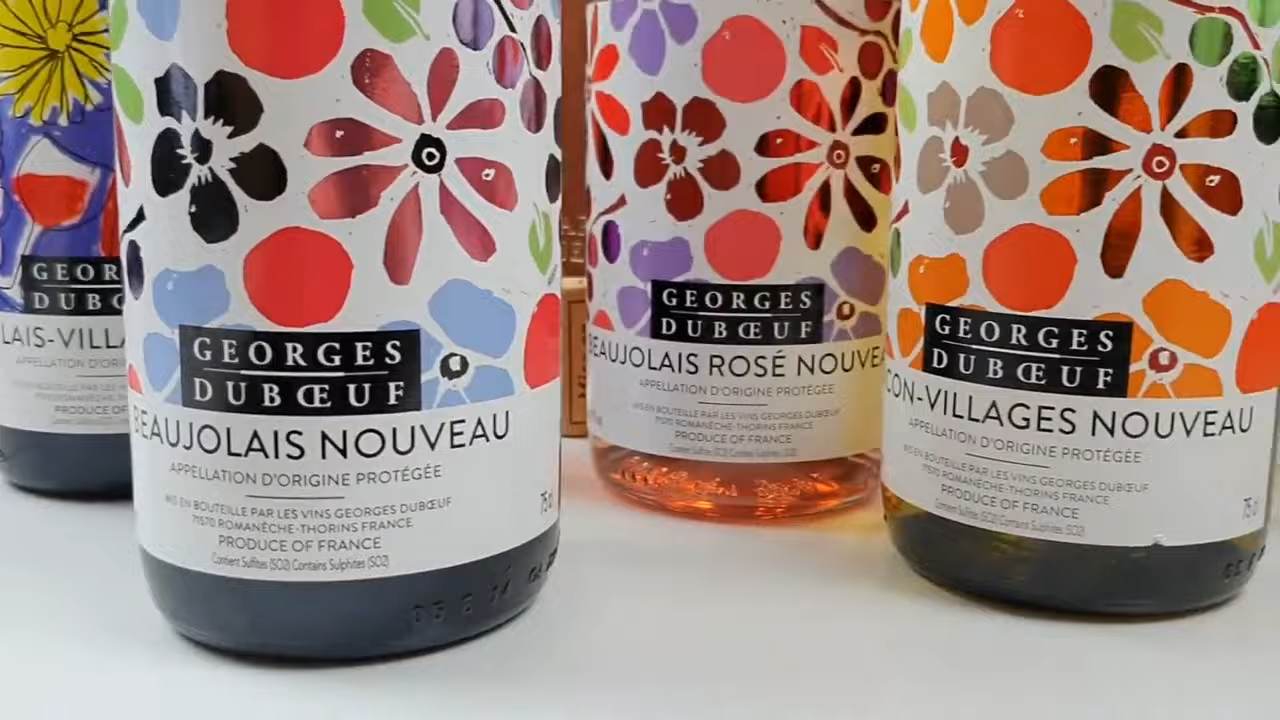 GEORGES
DUBŒUF
LAIS-VILLA
APPELLATION D'ORI
PRODUCE OF
GEORGES
DUBŒUF
BEAUJOLAIS NOUVEAU
APPELLATION D'ORIGINE PROTÉGÉE
MIS EN BOUTEILLE PAR LES VINS GEORGES DUBŒUF
71570 ROMANÈCHE-THORINS FRANCE
PRODUCE OF FRANCE
Contient Sulfites (SO2) Contains Sulphites (SO2)
75cl
GEORGES
DUBŒUF
BEAUJOLAIS ROSÉ NOUVEA
APPELLATION D'ORIGINE PROTÉGÉE
MIS EN BOUTEILLE PAR LES VINS GEORGES DUBŒUF
71570 ROMANÈCHE-THORINS FRANCE
PRODUCE OF FRANCE
GEORGES
DUBŒUF
CON-VILLAGES NOUVEAU
APPELLATION D'ORIGINE PROTÉGÉE
MIS EN BOUTEILLE PAR LES VINS GEORGES DUBŒUF
71570 ROMANÈCHE-THORINS FRANCE
PRODUCE OF FRANCE
Contient Sulfites (SO2) Contains Sulphites (SO2)
75cl